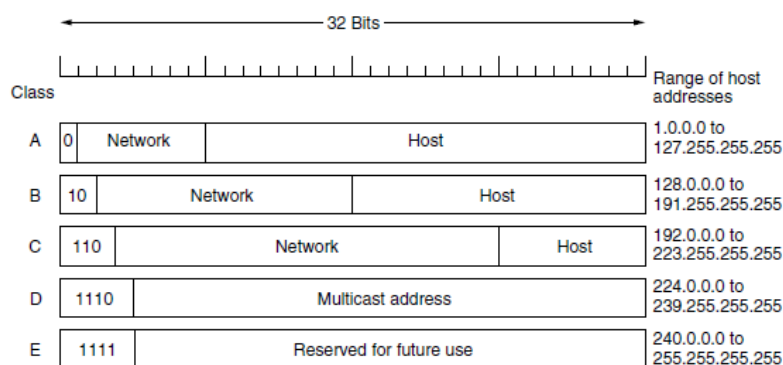 32 Bits
Class
Range of host
addresses
A
0
Network
Host
1.0.0.0 to
127.255.255.255
B
10
Network
Host
128.0.0.0 to
191.255.255.255
C
110
Network
Host
192.0.0.0 to
223.255.255.255
D
1110
Multicast address
224.0.0.0 to
239.255.255.255
E
1111
Reserved for future use
240.0.0.0 to
255.255.255.255